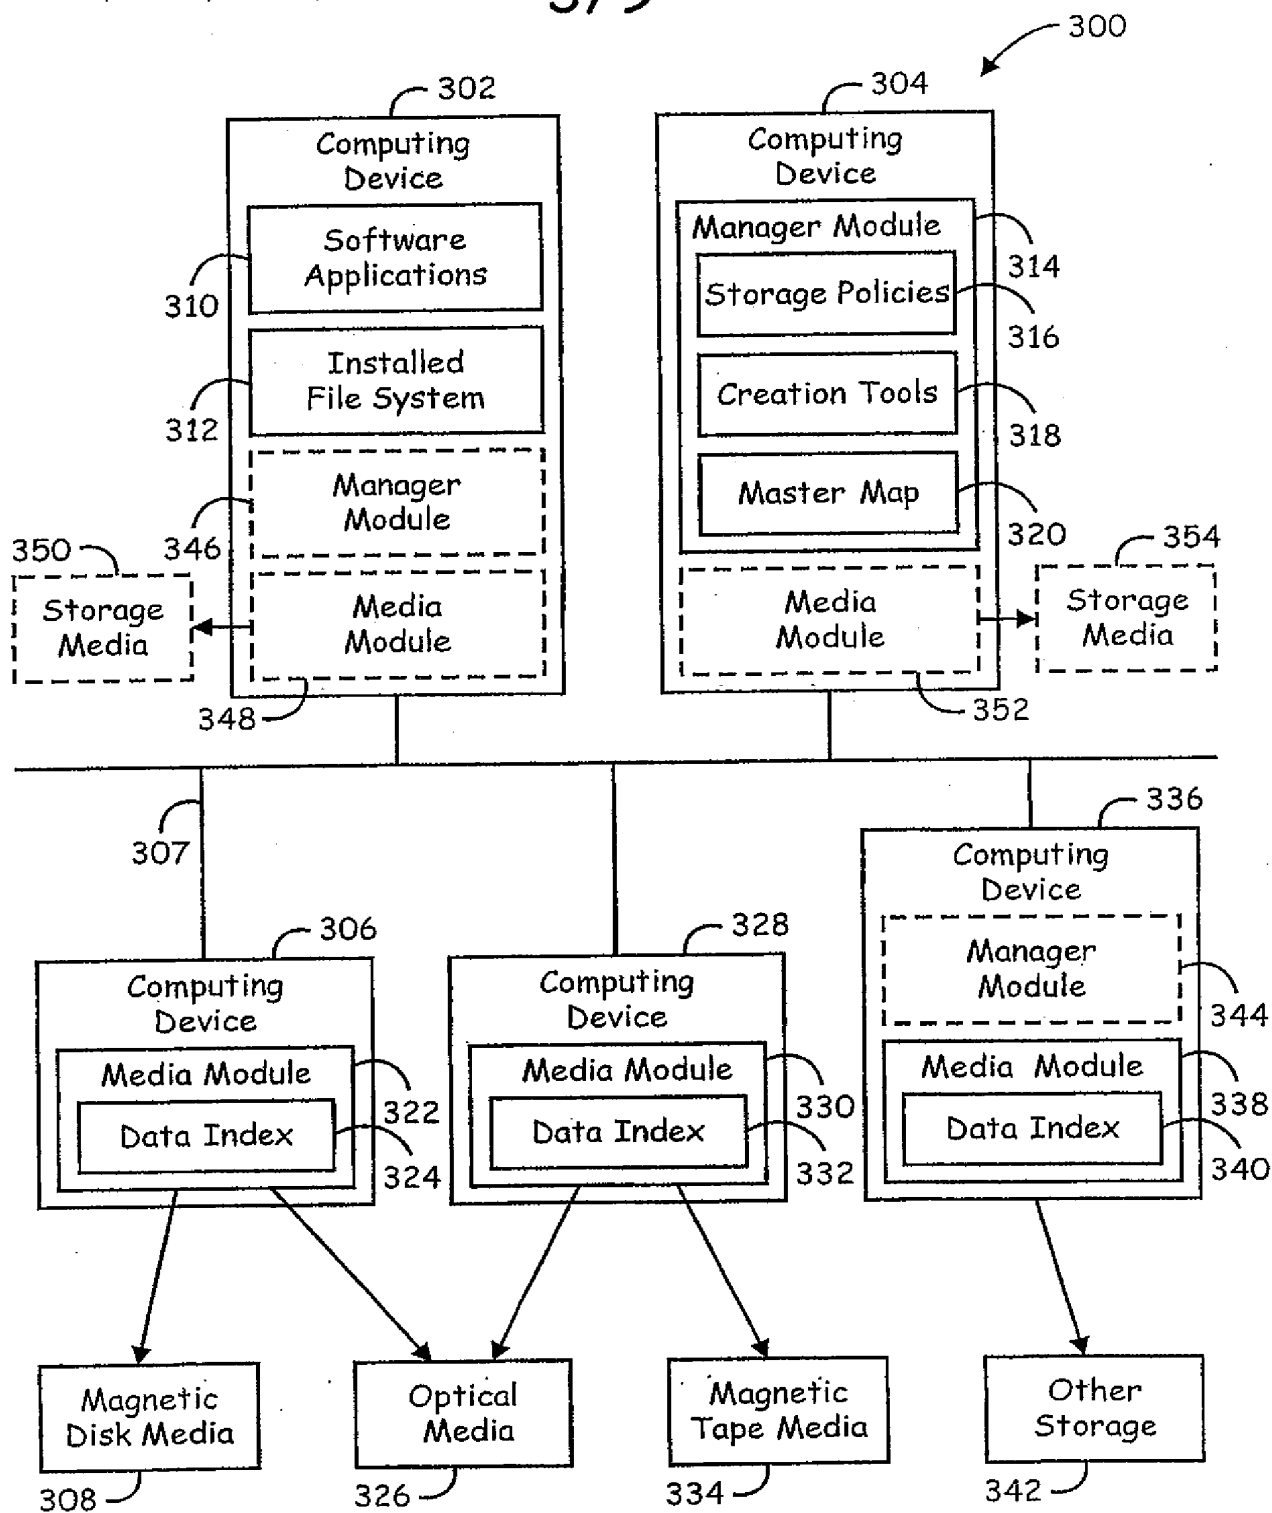 3/9
300
302
304
Computing
Device
Software
Applications
310
Installed
File System
312
Manager
Module
346
350
Storage
Media
Media
Module
348
Computing
Device
Manager Module
314
Storage Policies
316
Creation Tools
318
Master Map
320
354
Media
Module
Storage
Media
352
307
306
Computing
Device
Media Module
322
Data Index
324
328
Computing
Device
Media Module
330
Data Index
332
336
Computing
Device
Manager
Module
344
Media Module
338
Data Index
340
Magnetic
Disk Media
308
Optical
Media
326
Magnetic
Tape Media
334
Other
Storage
342